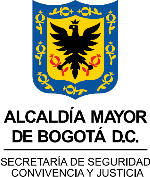 ALCALDÍA MAYOR
DE BOGOTÁ D.C.
SECRETARÍA DE SEGURIDAD
CONVIVENCIA Y JUSTICIA